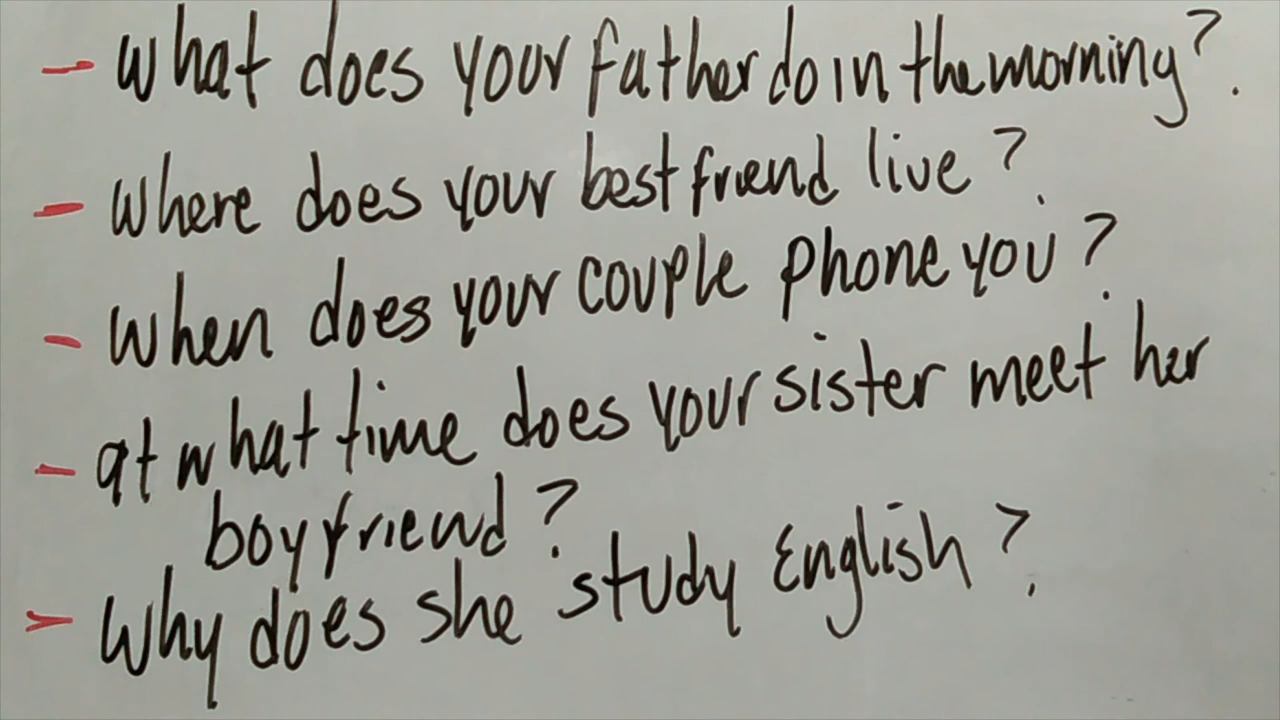 - What does your father do in the morning?
- Where does your best friend live?
- When does your couple phone you?
- at what time does your sister meet her
boyfriend?
- Why does she study English?